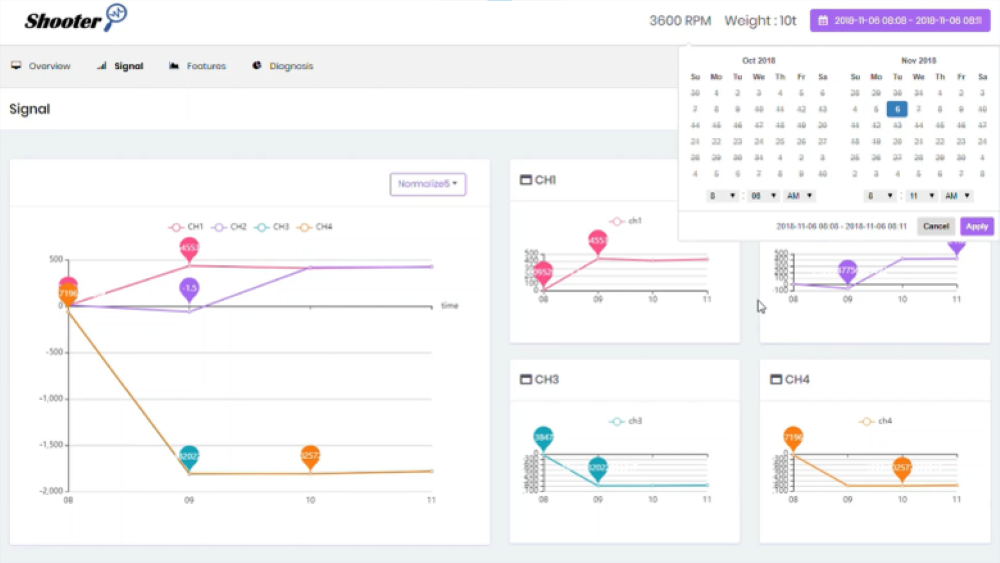 Shooter
3600 RPM Weight : 10t 2018-11-06 08:08 - 2018-11-06 08:11
Overview Signal Features Diagnosis
Signal
Oct 2018 Nov 2018
Su Mo Tu We Th Fr Sa Su Mo Tu We Th Fr Sa
30 1 2 3 4 5 6 28 29 30 31 1 2 3
7 8 9 10 11 12 13 4 5 6 7 8 9 10
14 15 16 17 18 19 20 11 12 13 14 15 16 17
21 22 23 24 25 26 27 18 19 20 21 22 23 24
28 29 30 31 1 2 3 25 26 27 28 29 30 1
4 5 6 7 8 9 10 2 3 4 5 6 7 8
8 : 08 AM 8 : 11 AM
2018-11-06 08:08 - 2018-11-06 08:11 Cancel Apply
Normalize5
CH1 CH2 CH3 CH4
4553
-1.5
7196
500
0
time
-500
-1,000
-1,500
-2,000
3202
3257
08 09 10 11
CH1
ch1
4553
08 09 10 11
4775
08 09 10 11
CH3
ch3
3847
3202
08 09 10 11
CH4
ch4
7196
3257
08 09 10 11